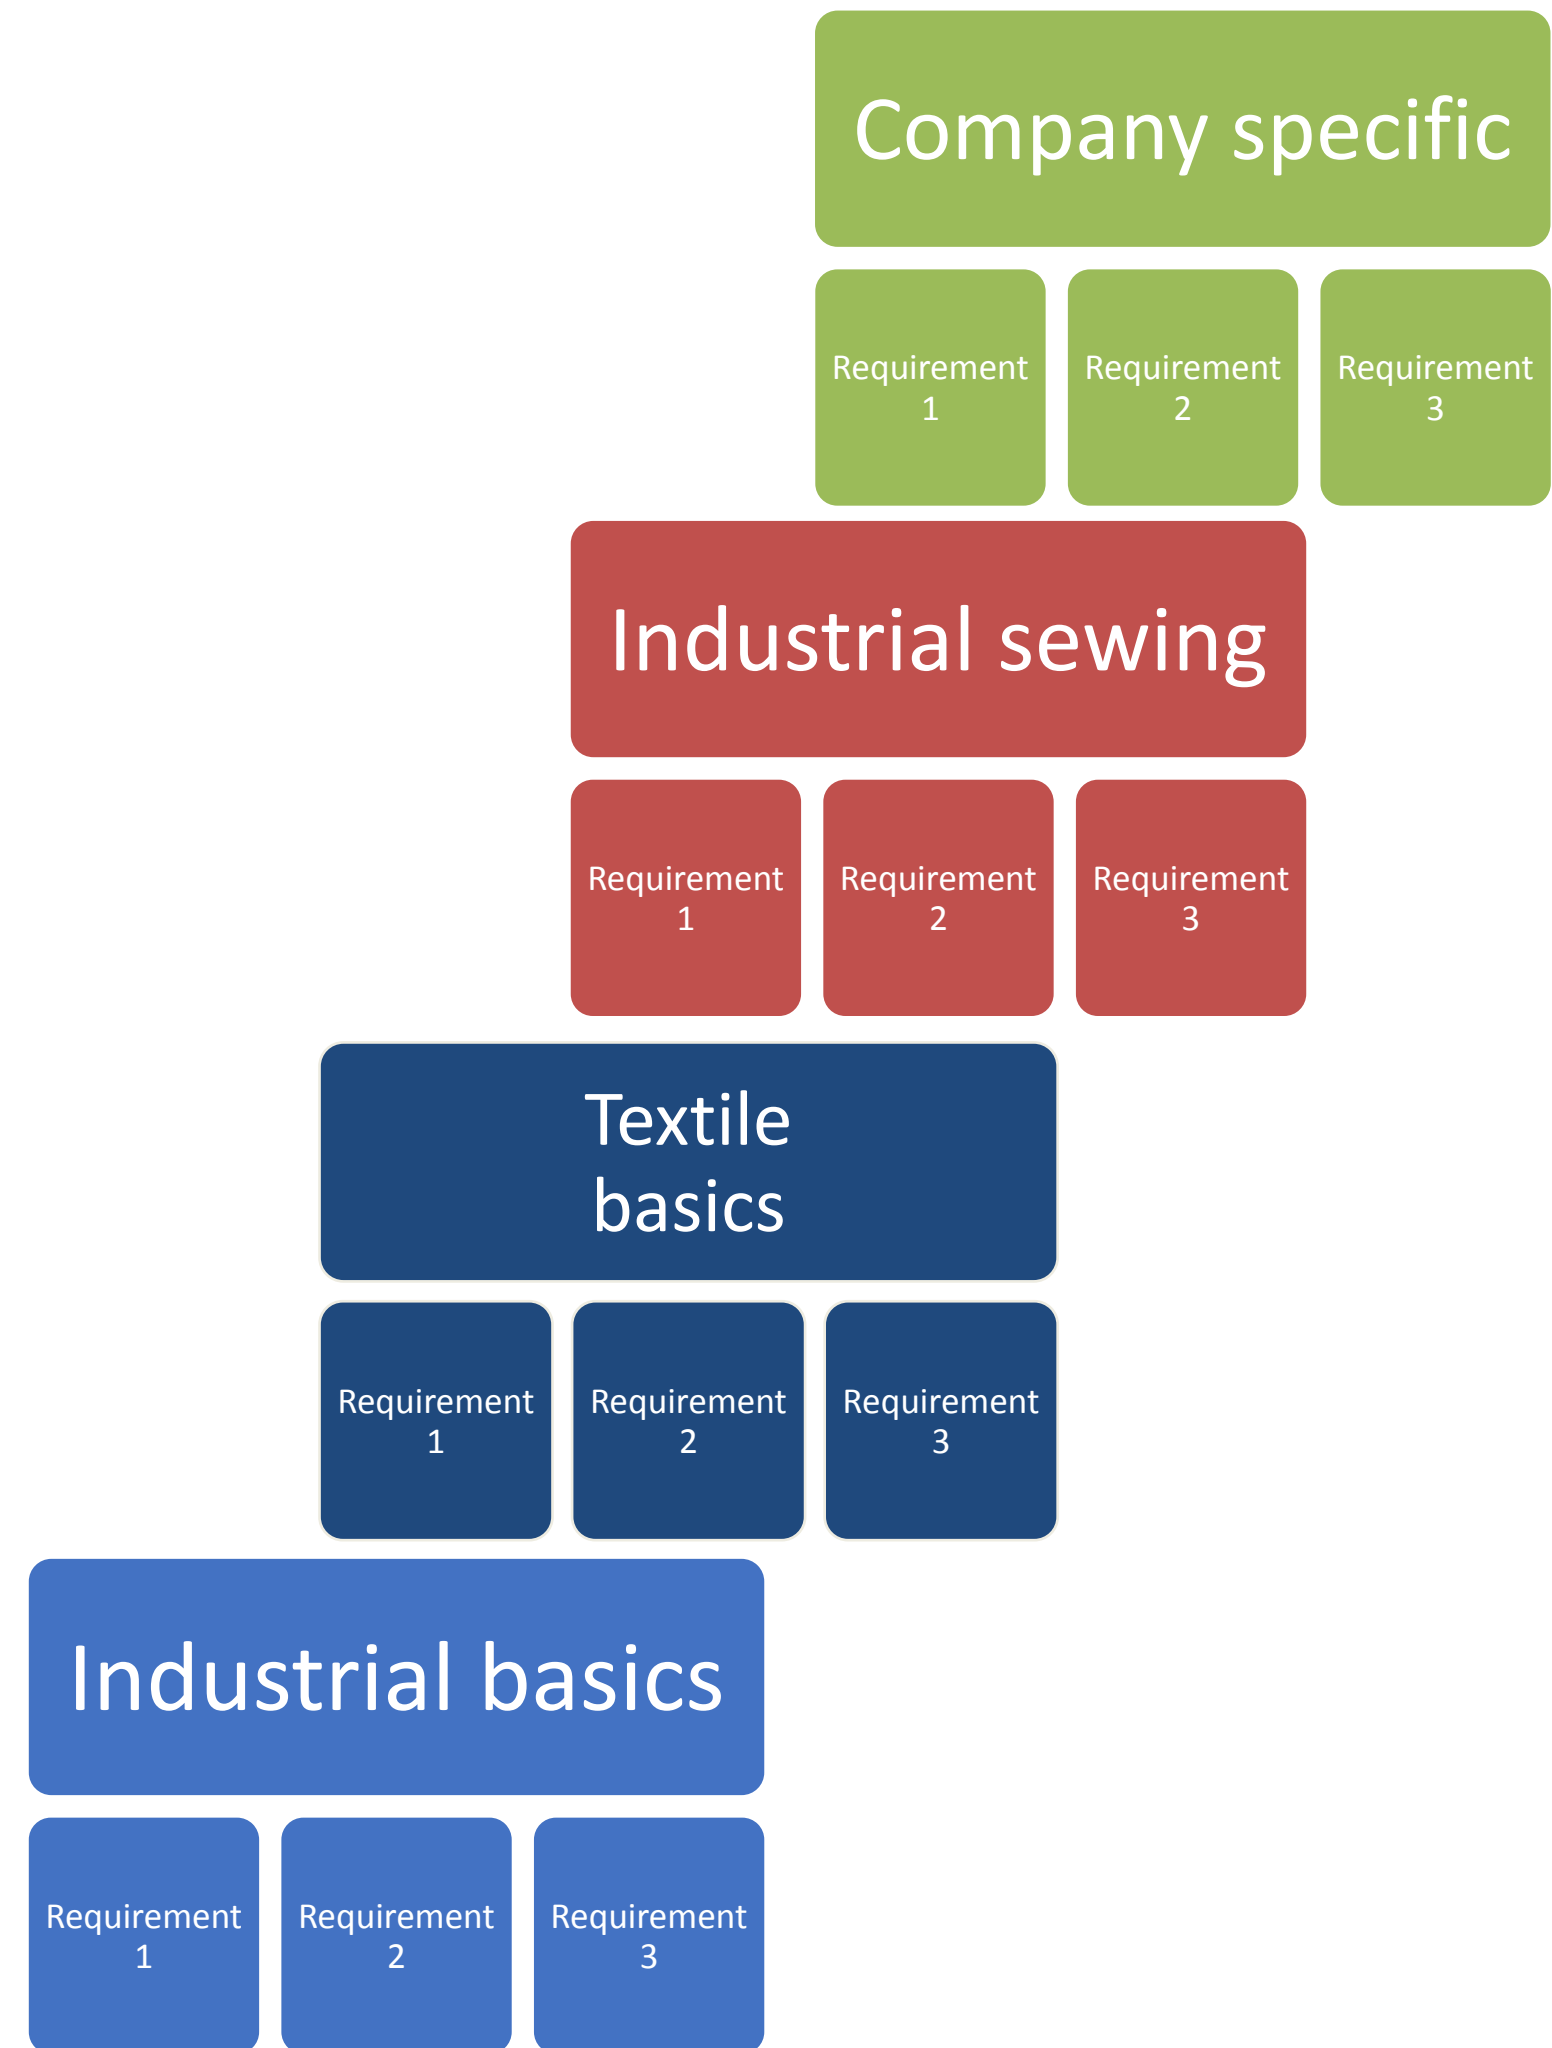 Company specific
Requirement
1
Requirement
2
Requirement
3
Industrial sewing
Requirement
1
Requirement
2
Requirement
3
Textile
basics
Requirement
1
Requirement
2
Requirement
3
Industrial basics
Requirement
1
Requirement
2
Requirement
3